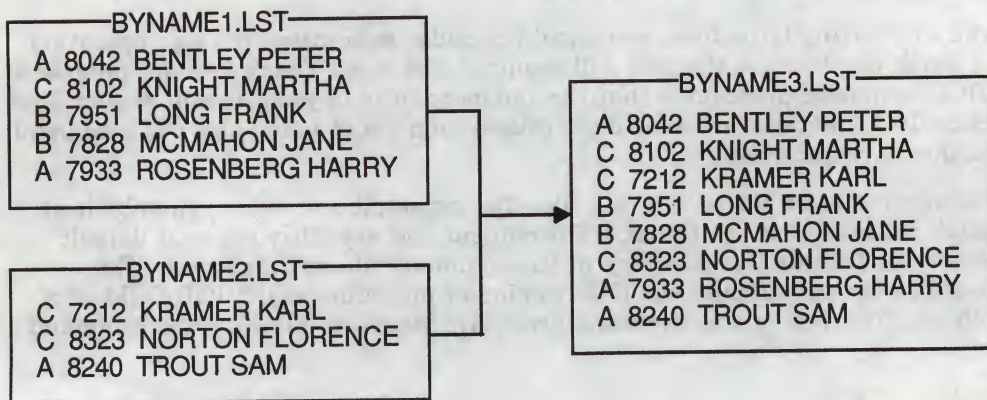 BYNAME1.LST
A 8042 BENTLEY PETER
C 8102 KNIGHT MARTHA
B 7951 LONG FRANK
B 7828 MCMAHON JANE
A 7933 ROSENBERG HARRY
BYNAME2.LST
C 7212 KRAMER KARL
C 8323 NORTON FLORENCE
A 8240 TROUT SAM
BYNAME3.LST
A 8042 BENTLEY PETER
C 8102 KNIGHT MARTHA
C 7212 KRAMER KARL
B 7951 LONG FRANK
B 7828 MCMAHON JANE
C 8323 NORTON FLORENCE
A 7933 ROSENBERG HARRY
A 8240 TROUT SAM